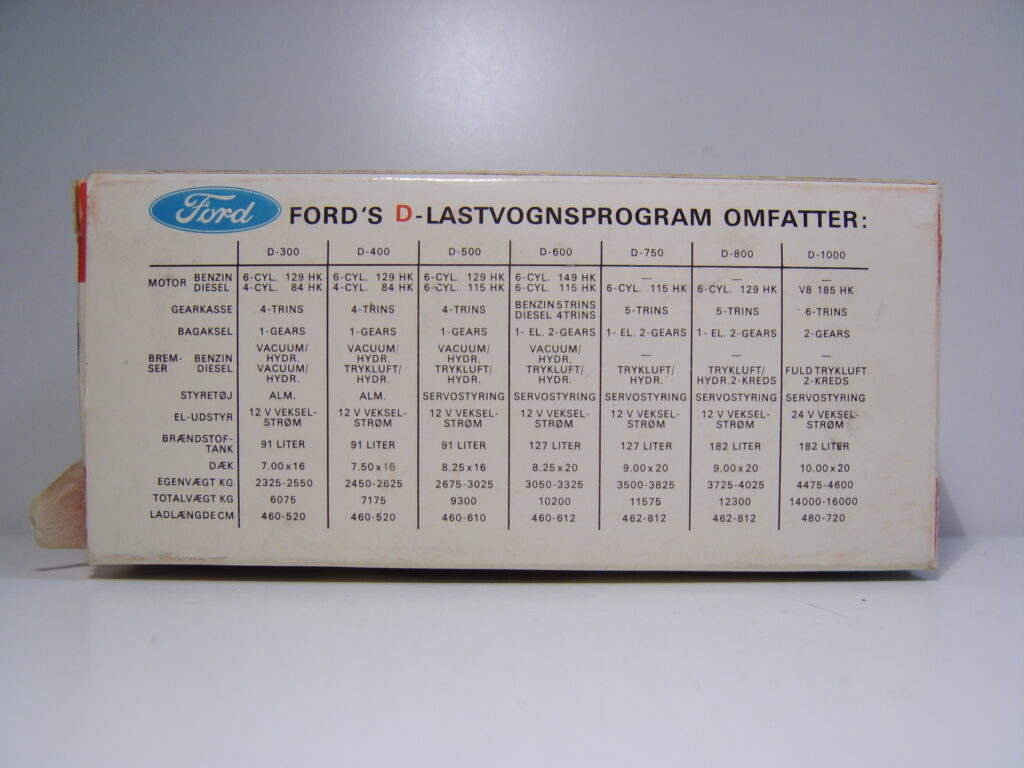 Ford FORD'S D-LASTVOGNSPROGRAM OMFATTER:
D-300 D-400 D-500 D-600 D-750 D-800 D-1000
MOTOR BENZIN 6-CYL. 129 HK 6-CYL. 129 HK 6-CYL. 129 HK 6-CYL. 149 HK — — —
DIESEL 4-CYL. 84 HK 4-CYL. 84 HK 6-CYL. 115 HK 6-CYL. 115 HK 6-CYL. 115 HK 6-CYL. 129 HK V8 185 HK
GEARKASSE 4-TRINS 4-TRINS 4-TRINS BENZIN 5TRINS DIESEL 4TRINS 5-TRINS 5-TRINS 6-TRINS
BAGAKSEL 1-GEARS 1-GEARS 1-GEARS 1- EL. 2-GEARS 1- EL. 2-GEARS 1- EL. 2-GEARS 2-GEARS
BREM- BENZIN VACUUM/ HYDR. VACUUM/ HYDR. VACUUM/ HYDR. VACUUM/ HYDR. — — —
SER DIESEL VACUUM/ HYDR. TRYKLUFT/ HYDR. TRYKLUFT/ HYDR. TRYKLUFT/ HYDR. TRYKLUFT/ HYDR. TRYKLUFT/ HYDR. 2-KREDS FULD TRYKLUFT 2-KREDS
STYRETØJ ALM. ALM. SERVOSTYRING SERVOSTYRING SERVOSTYRING SERVOSTYRING SERVOSTYRING
EL-UDSTYR 12 V VEKSEL- 12 V VEKSEL- 12 V VEKSEL- 12 V VEKSEL- 12 V VEKSEL- 12 V VEKSEL- 24 V VEKSEL-
STRØM STRØM STRØM STRØM STRØM STRØM STRØM
BRÆNDSTOF-
TANK 91 LITER 91 LITER 91 LITER 127 LITER 127 LITER 182 LITER 182 LITER
DÆK 7.00 x 16 7.50 x 16 8.25 x 16 8.25 x 20 9.00 x 20 9.00 x 20 10.00 x 20
EGENVÆGT KG 2325-2550 2450-2625 2675-3025 3050-3325 3500-3825 3725-4025 4475-4600
TOTALVÆGT KG 6075 7175 9300 10200 11575 12300 14000-16000
LADLÆNGDE CM 460-520 460-520 460-610 460-612 462-812 462-812 480-720